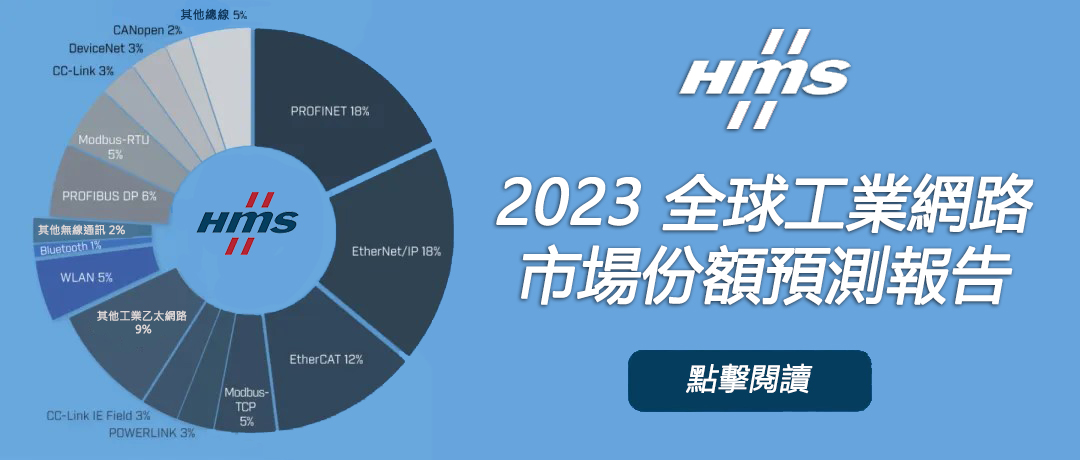 其他總線 5%
CANopen 2%
DeviceNet 3%
CC-Link 3%
Modbus-RTU
5%
PROFIBUS DP 6%
其他無線通訊 2%
Bluetooth 1%
WLAN 5%
其他工業乙太網路
9%
CC-Link IE Field 3%
POWERLINK 3%
Modbus-
TCP
5%
EtherCAT 12%
EtherNet/IP 18%
PROFINET 18%
HMS
HMS
2023 全球工業網路
市場份額預測報告
點擊閱讀